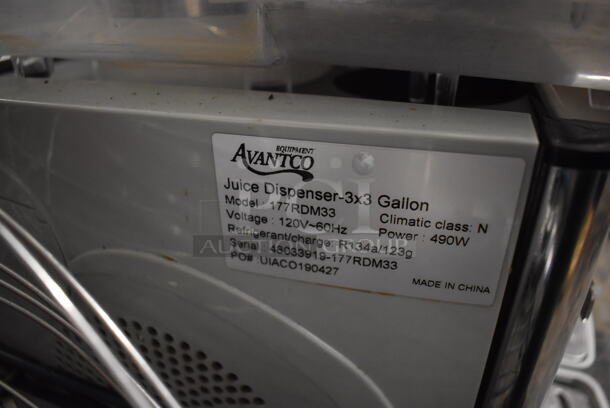 AVANTCO
EQUIPMENT
Juice Dispenser-3x3 Gallon
Model : 177RDM33 Climatic class: N
Voltage : 120V~60Hz Power : 490W
Refrigerant/charge: R134a/123g
Serial : 43033919-177RDM33
PO#: UIACO190427
MADE IN CHINA